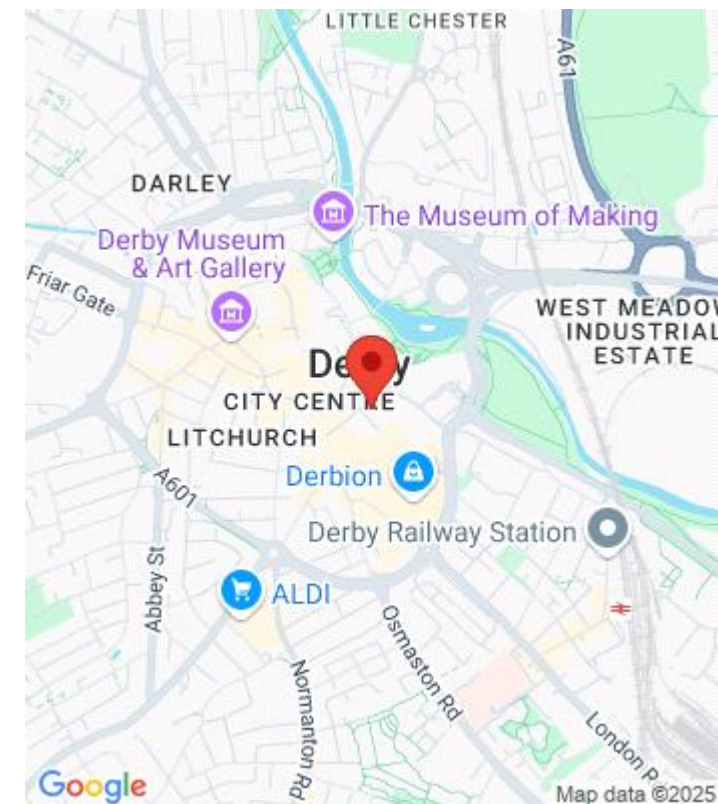 LITTLE CHESTER
A61
DARLEY
The Museum of Making
Derby Museum
& Art Gallery
Friar Gate
WEST MEADOW
INDUSTRIAL
ESTATE
CITY CENTRE
LITCHURCH
Derbion
A601
Derby Railway Station
Abbey St
ALDI
Osmaston Rd
Normanton Rd
London R
Google
Map data ©2025